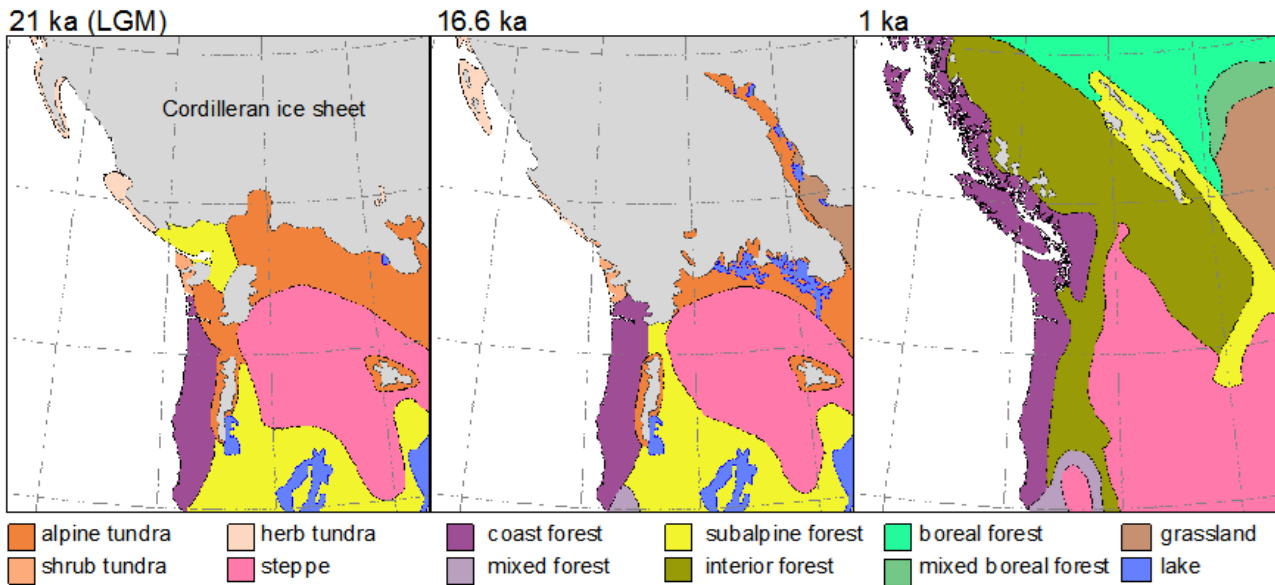 21 ka (LGM)
16.6 ka
1 ka
Cordilleran ice sheet
alpine tundra
herb tundra
coast forest
subalpine forest
boreal forest
grassland
shrub tundra
steppe
mixed forest
interior forest
mixed boreal forest
lake